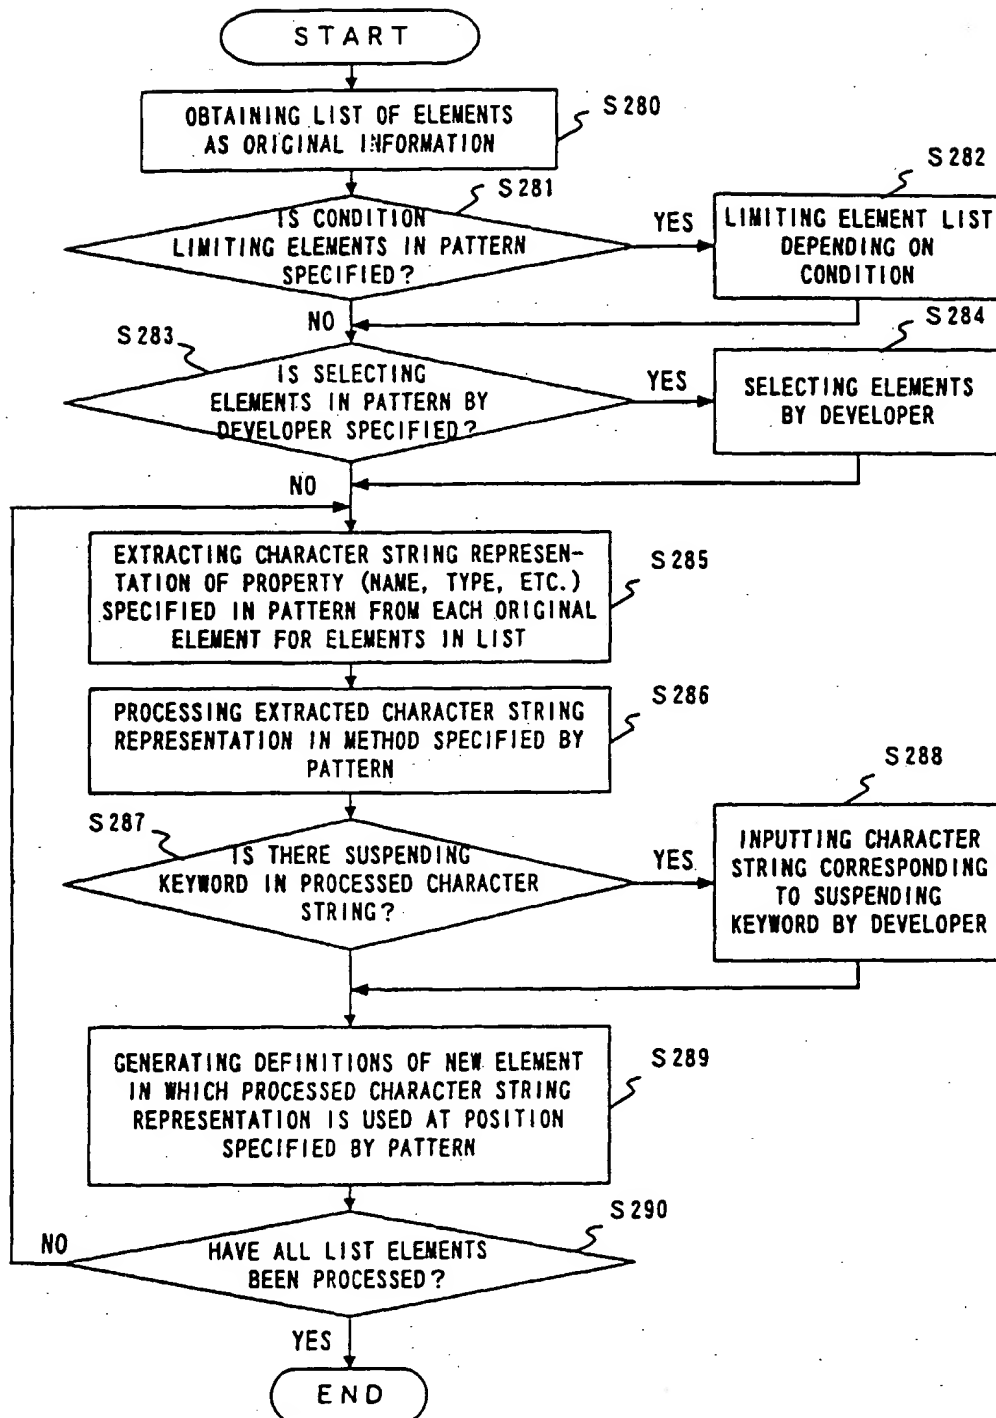 START
OBTAINING LIST OF ELEMENTS
AS ORIGINAL INFORMATION
S280
S281
IS CONDITION
LIMITING ELEMENTS IN PATTERN
SPECIFIED?
YES
S282
LIMITING ELEMENT LIST
DEPENDING ON
CONDITION
NO
S283
IS SELECTING
ELEMENTS IN PATTERN BY
DEVELOPER SPECIFIED?
YES
S284
SELECTING ELEMENTS
BY DEVELOPER
NO
EXTRACTING CHARACTER STRING REPRESEN-
TATION OF PROPERTY (NAME, TYPE, ETC.)
SPECIFIED IN PATTERN FROM EACH ORIGINAL
ELEMENT FOR ELEMENTS IN LIST
S285
PROCESSING EXTRACTED CHARACTER STRING
REPRESENTATION IN METHOD SPECIFIED BY
PATTERN
S286
S287
IS THERE SUSPENDING
KEYWORD IN PROCESSED CHARACTER
STRING?
YES
S288
INPUTTING CHARACTER
STRING CORRESPONDING
TO SUSPENDING
KEYWORD BY DEVELOPER
GENERATING DEFINITIONS OF NEW ELEMENT
IN WHICH PROCESSED CHARACTER STRING
REPRESENTATION IS USED AT POSITION
SPECIFIED BY PATTERN
S289
S290
HAVE ALL LIST ELEMENTS
BEEN PROCESSED?
NO
YES
END